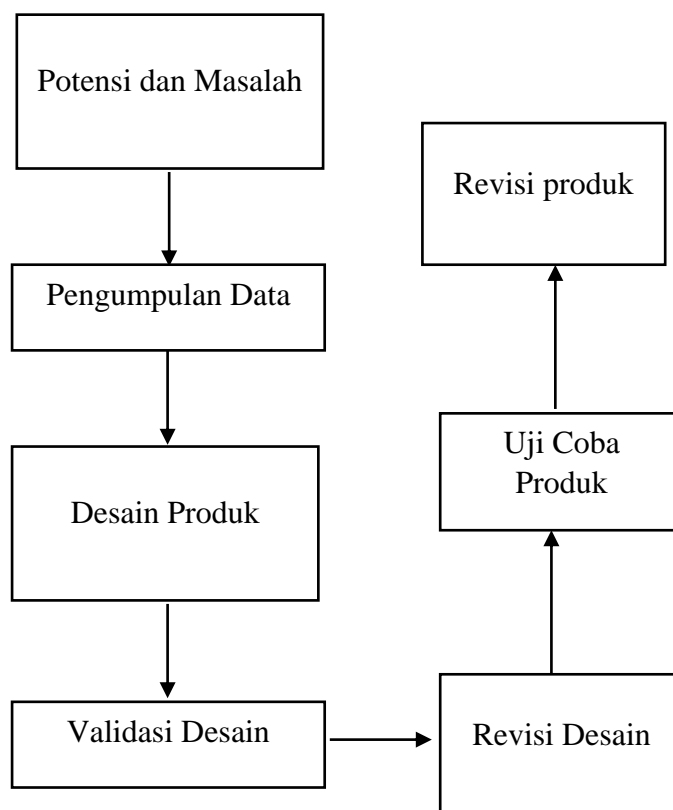 Potensi dan Masalah
Pengumpulan Data
Desain Produk
Validasi Desain
Revisi Desain
Uji Coba
Produk
Revisi produk